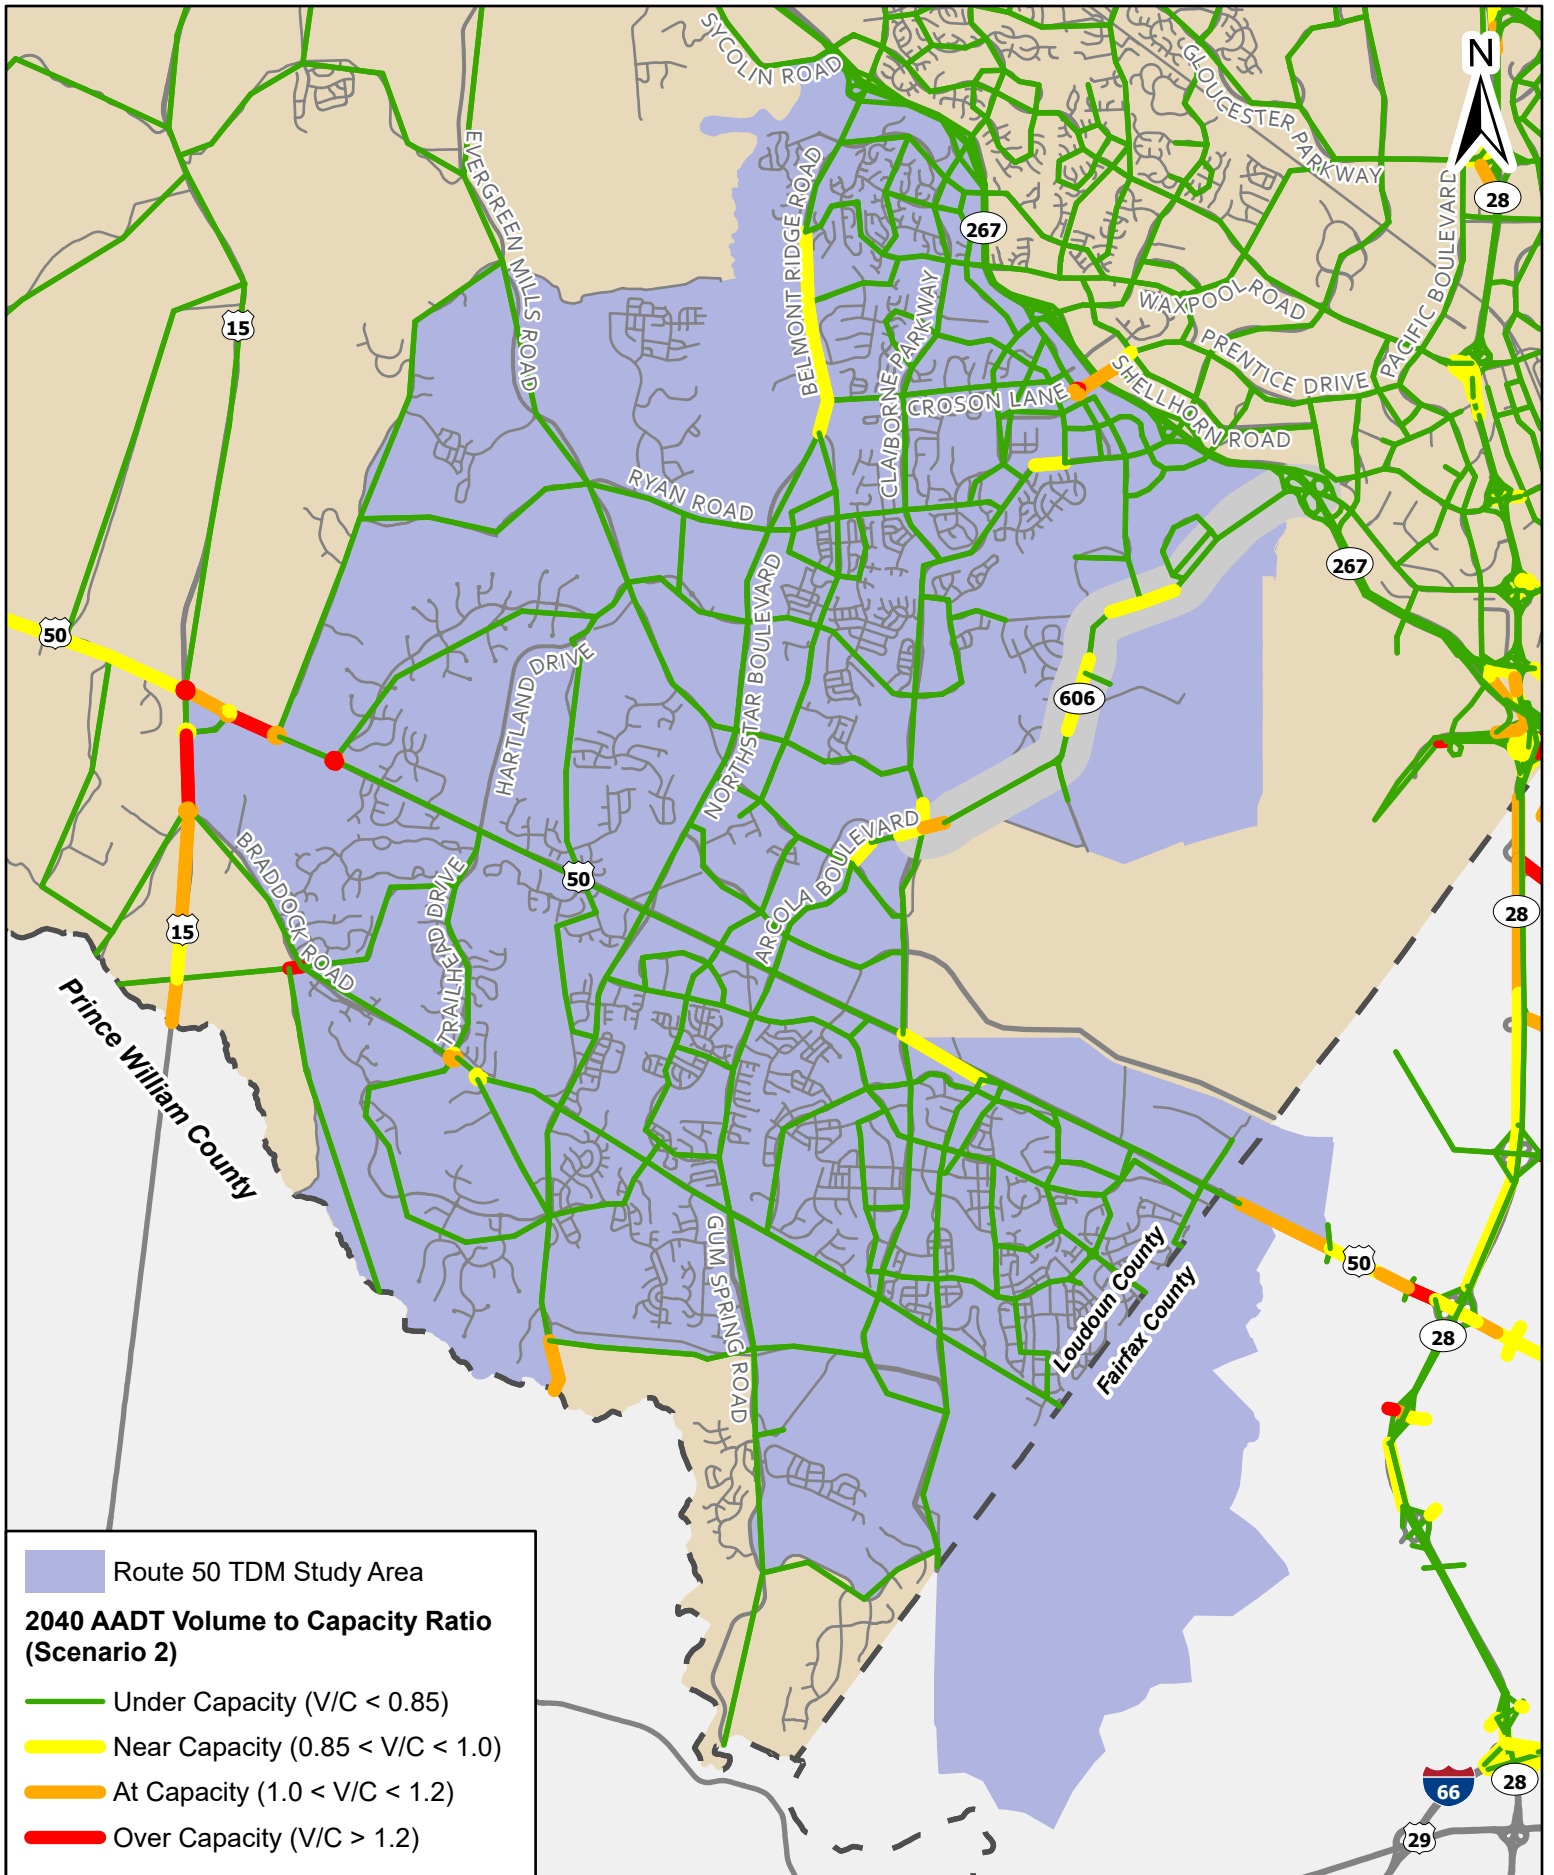 SYCOLIN ROAD
GLOUCESTER PARKWAY
N
28
EVERGREEN MILLS ROAD
BELMONT RIDGE ROAD
267
PACIFIC BOULEVARD
15
CLAIBORNE PARKWAY
WAXPOOL ROAD
PRENTICE DRIVE
SHELLHORN ROAD
CROSON LANE
RYAN ROAD
267
50
HARTLAND DRIVE
NORTHSTAR BOULEVARD
606
BRADDOCK ROAD
TRAILHEAD DRIVE
50
ARCOLA BOULEVARD
28
15
Prince William County
GUM SPRING ROAD
Loudoun County
Fairfax County
50
28
Route 50 TDM Study Area
2040 AADT Volume to Capacity Ratio
(Scenario 2)
Under Capacity (V/C < 0.85)
Near Capacity (0.85 < V/C < 1.0)
At Capacity (1.0 < V/C < 1.2)
Over Capacity (V/C > 1.2)
66
28
29